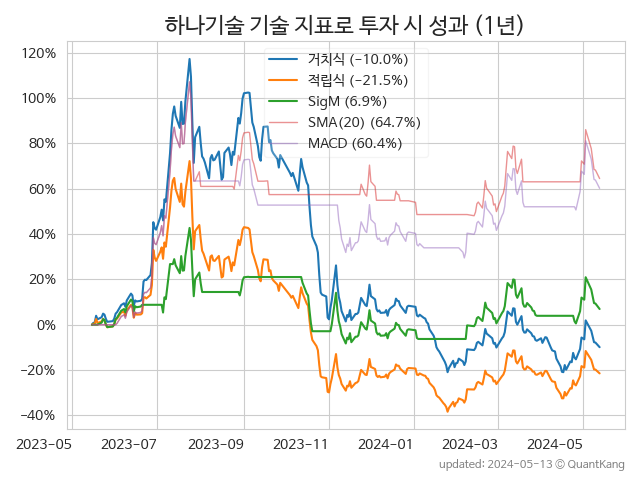 하나기술 기술 지표로 투자 시 성과 (1년)
120%
100%
80%
60%
40%
20%
0%
−20%
−40%
거치식 (−10.0%)
적립식 (−21.5%)
SigM (6.9%)
SMA(20) (64.7%)
MACD (60.4%)
2023-05
2023-07
2023-09
2023-11
2024-01
2024-03
2024-05
updated: 2024-05-13 © QuantKang